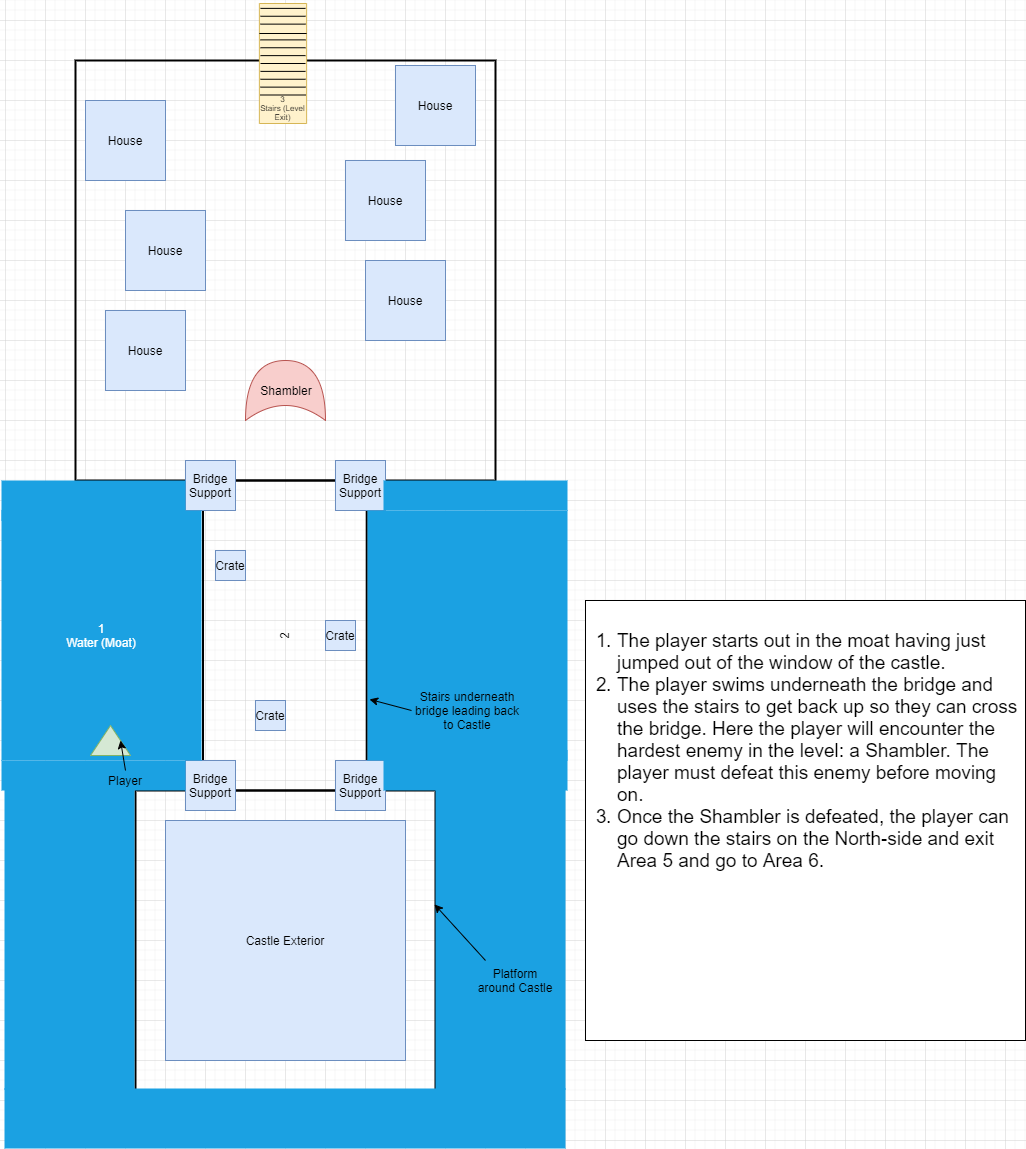 3
Stairs (Level
Exit)
House
House
House
House
House
House
Shambler
Bridge
Support
Bridge
Support
Crate
1
Water (Moat)
2
Crate
Stairs underneath
bridge leading back
to Castle
Crate
Player
Bridge
Support
Bridge
Support
Castle Exterior
Platform
around Castle
1. The player starts out in the moat having just
jumped out of the window of the castle.
2. The player swims underneath the bridge and
uses the stairs to get back up so they can cross
the bridge. Here the player will encounter the
hardest enemy in the level: a Shambler. The
player must defeat this enemy before moving
on.
3. Once the Shambler is defeated, the player can
go down the stairs on the North-side and exit
Area 5 and go to Area 6.